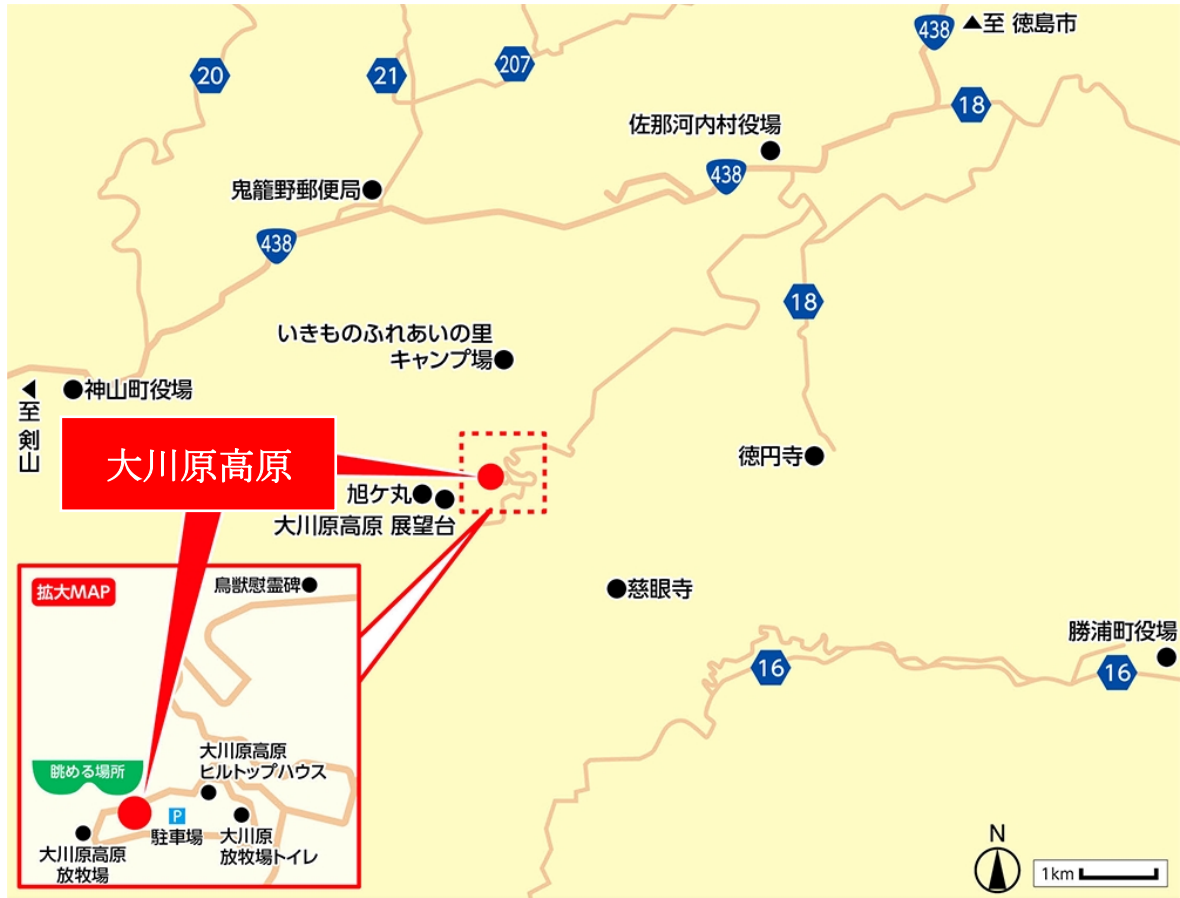 438
▲至 徳島市
20
21
207
18
佐那河内村役場
438
鬼籠野郵便局
438
18
いきものふれあいの里
キャンプ場
◀至 剣山
神山町役場
大川原高原
徳円寺
旭ケ丸
大川原高原 展望台
拡大MAP
鳥獣慰霊碑
慈眼寺
勝浦町役場
16
16
大川原高原
ヒルトップハウス
眺める場所
P
駐車場
大川原
放牧場トイレ
大川原高原
放牧場
N
1km